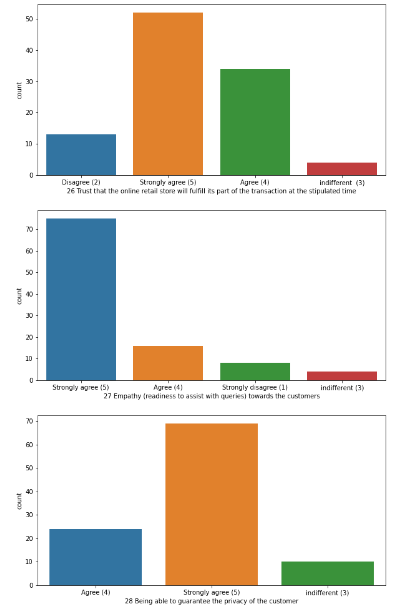 50
40
30
20
10
0
count
Disagree (2) Strongly agree (5) Agree (4) indifferent  (3)
26 Trust that the online retail store will fulfill its part of the transaction at the stipulated time
70
60
50
40
30
20
10
0
count
Strongly agree (5) Agree (4) Strongly disagree (1) indifferent (3)
27 Empathy (readiness to assist with queries) towards the customers
70
60
50
40
30
20
10
0
count
Agree (4) Strongly agree (5) indifferent (3)
28 Being able to guarantee the privacy of the customer